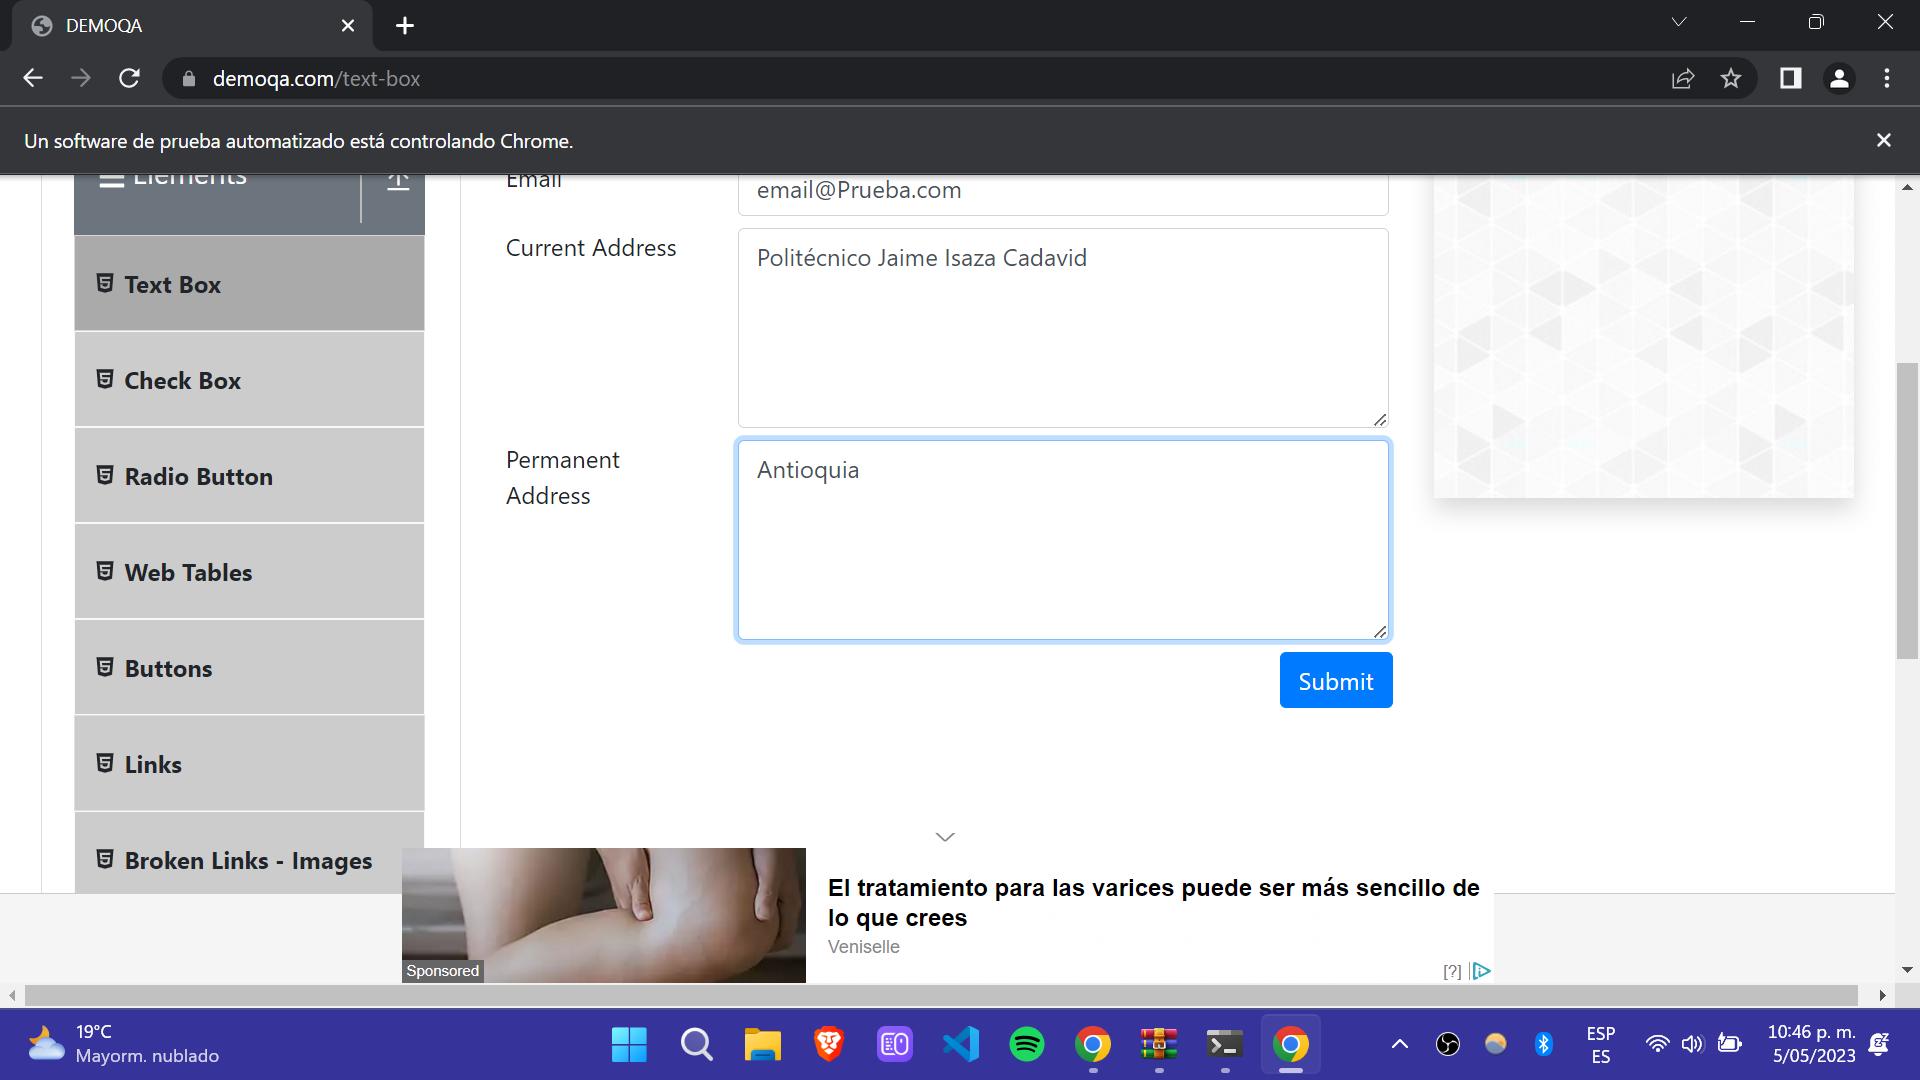 DEMOQA
demoqa.com/text-box
Un software de prueba automatizado está controlando Chrome.
Elements
Email
email@Prueba.com
Current Address
Politécnico Jaime Isaza Cadavid
Text Box
Check Box
Permanent
Address
Antioquia
Radio Button
Web Tables
Buttons
Submit
Links
Broken Links - Images
El tratamiento para las varices puede ser más sencillo de
lo que crees
Veniselle
Sponsored
[?]
19°C
Mayorm. nublado
ESP
ES
10:46 p. m.
5/05/2023